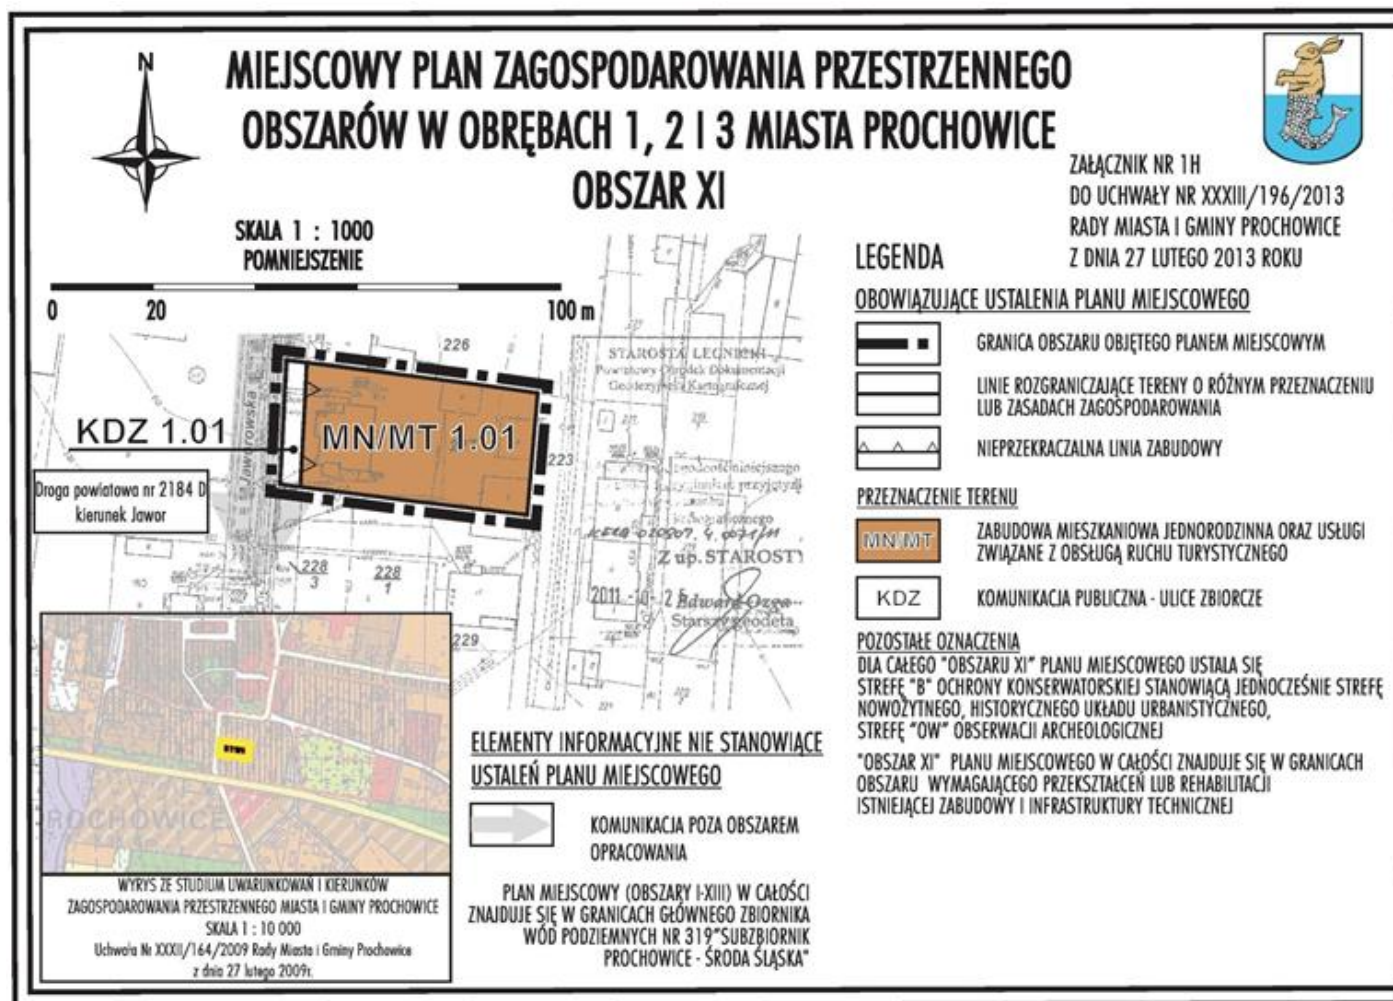 N
MIEJSCOWY PLAN ZAGOSPODAROWANIA PRZESTRZENNEGO
OBSZARÓW W OBRĘBACH 1, 2 I 3 MIASTA PROCHOWICE
OBSZAR XI
ZAŁĄCZNIK NR 1H
DO UCHWAŁY NR XXXIII/196/2013
RADY MIASTA I GMINY PROCHOWICE
Z DNIA 27 LUTEGO 2013 ROKU
SKALA 1 : 1000
POMNIEJSZENIE
0 20 100 m
226
STAROSTA LEGNICKI
Powiatowy Ośrodek Dokumentacji
Geodezyjnej i Kartograficznej
KDZ 1.01
MN/MT 1.01
Jaworowska
223
Droga powiatowa nr 2184 D
kierunek Jawor
Z up. STAROSTY
228
3
228
1
2011
Edward Ozga
Starszy geodeta
229
LEGENDA
OBOWIĄZUJĄCE USTALENIA PLANU MIEJSCOWEGO
GRANICA OBSZARU OBJĘTEGO PLANEM MIEJSCOWYM
LINIE ROZGRANICZAJĄCE TERENY O RÓŻNYM PRZEZNACZENIU
LUB ZASADACH ZAGOSPODAROWANIA
NIEPRZEKRACZALNA LINIA ZABUDOWY
PRZEZNACZENIE TERENU
MN/MT
ZABUDOWA MIESZKANIOWA JEDNORODZINNA ORAZ USŁUGI
ZWIĄZANE Z OBSŁUGĄ RUCHU TURYSTYCZNEGO
KDZ
KOMUNIKACJA PUBLICZNA - ULICE ZBIORCZE
POZOSTAŁE OZNACZENIA
DLA CAŁEGO "OBSZARU XI" PLANU MIEJSCOWEGO USTALA SIĘ
STREFĘ "B" OCHRONY KONSERWATORSKIEJ STANOWIĄCĄ JEDNOCZEŚNIE STREFĘ
NOWOŻYTNEGO, HISTORYCZNEGO UKŁADU URBANISTYCZNEGO,
STREFĘ "OW" OBSERWACJI ARCHEOLOGICZNEJ
"OBSZAR XI" PLANU MIEJSCOWEGO W CAŁOŚCI ZNAJDUJE SIĘ W GRANICACH
OBSZARU WYMAGAJĄCEGO PRZEKSZTAŁCEŃ LUB REHABILITACJI
ISTNIEJĄCEJ ZABUDOWY I INFRASTRUKTURY TECHNICZNEJ
ELEMENTY INFORMACYJNE NIE STANOWIĄCE
USTALEŃ PLANU MIEJSCOWEGO
KOMUNIKACJA POZA OBSZAREM
OPRACOWANIA
PLAN MIEJSCOWY (OBSZARY I-XIII) W CAŁOŚCI
ZNAJDUJE SIĘ W GRANICACH GŁÓWNEGO ZBIORNIKA
WÓD PODZIEMNYCH NR 319"SUBZBIORNIK
PROCHOWICE - ŚRODA ŚLĄSKA"
PROCHOWICE
WYRYS ZE STUDIUM UWARUNKOWAŃ I KIERUNKÓW
ZAGOSPODAROWANIA PRZESTRZENNEGO MIASTA I GMINY PROCHOWICE
SKALA 1 : 10 000
Uchwała Nr XXXII/164/2009 Rady Miasta i Gminy Prochowice
z dnia 27 lutego 2009r.